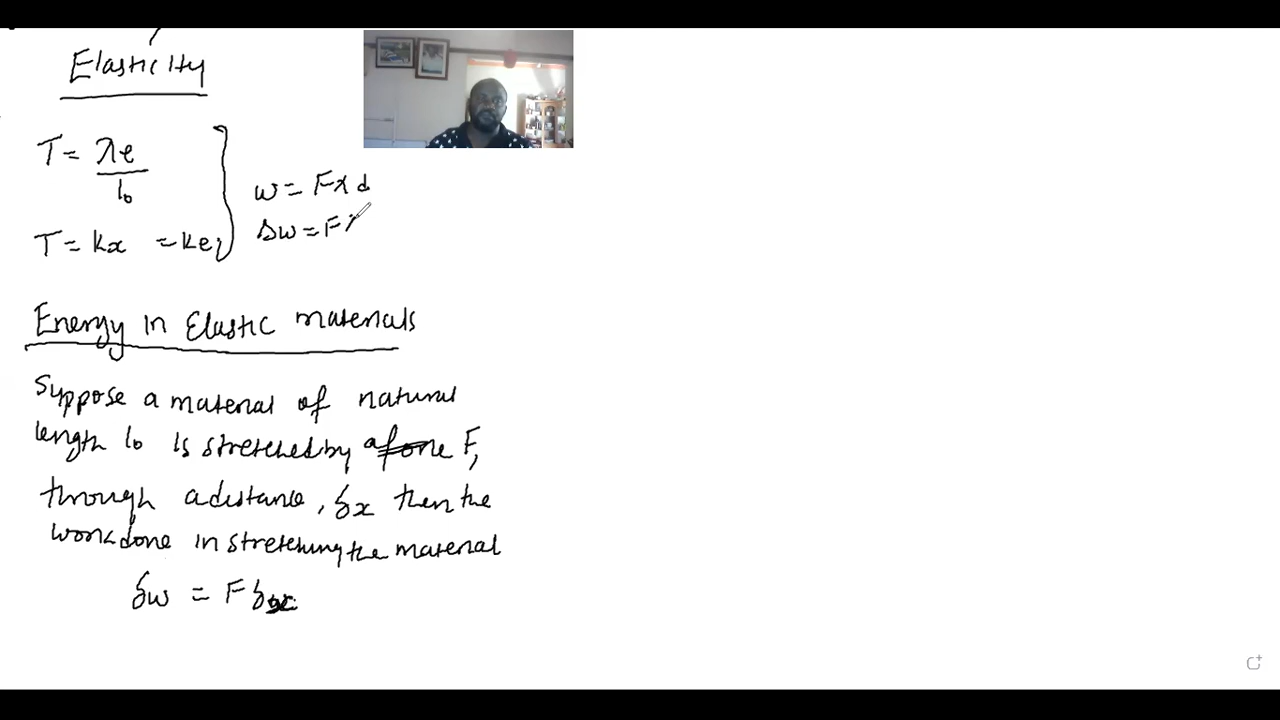 Elasticity
T = λe / l₀
T = kx = ke,
W = F x d
ΔW = F
Energy in Elastic materials
Suppose a material of natural
length l₀ is stretched by a force F,
through a distance, δx then the
workdone in stretching the material
δW = F δx